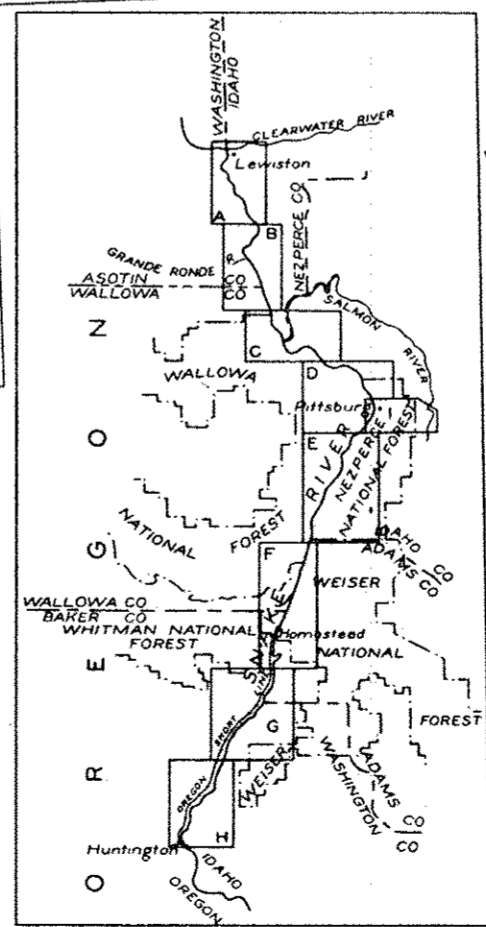 WASHINGTON
IDAHO
CLEARWATER RIVER
Lewiston
A
B
NEZPERCE CO
GRANDE RONDE R.
ASOTIN CO
WALLOWA CO
SALMON RIVER
C
WALLOWA
D
Pittsburg
E
NEZPERCE
NATIONAL FOREST
NATIONAL FOREST
IDAHO CO
ADAMS CO
F
WEISER
WALLOWA CO
BAKER CO
WHITMAN NATIONAL
FOREST
Homestead
NATIONAL
FOREST
SNAKE RIVER
G
OREGON SHORT LINE
WEISER
ADAMS CO
WASHINGTON CO
H
Huntington
IDAHO
OREGON
OREGON